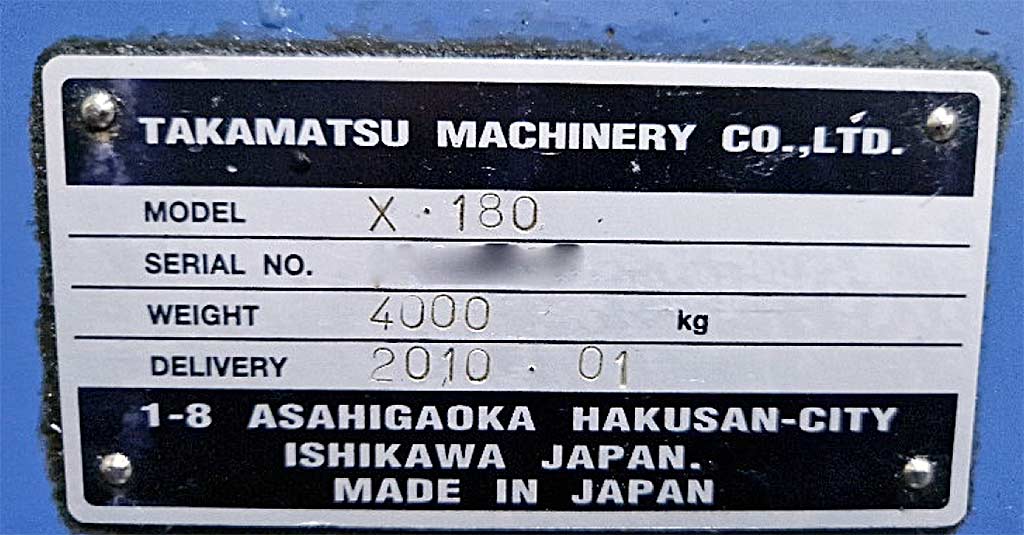 TAKAMATSU MACHINERY CO.,LTD.
MODEL X · 180
SERIAL NO.
WEIGHT 4000 kg
DELIVERY 2010 · 01
1-8 ASAHIGAOKA HAKUSAN-CITY
ISHIKAWA JAPAN.
MADE IN JAPAN